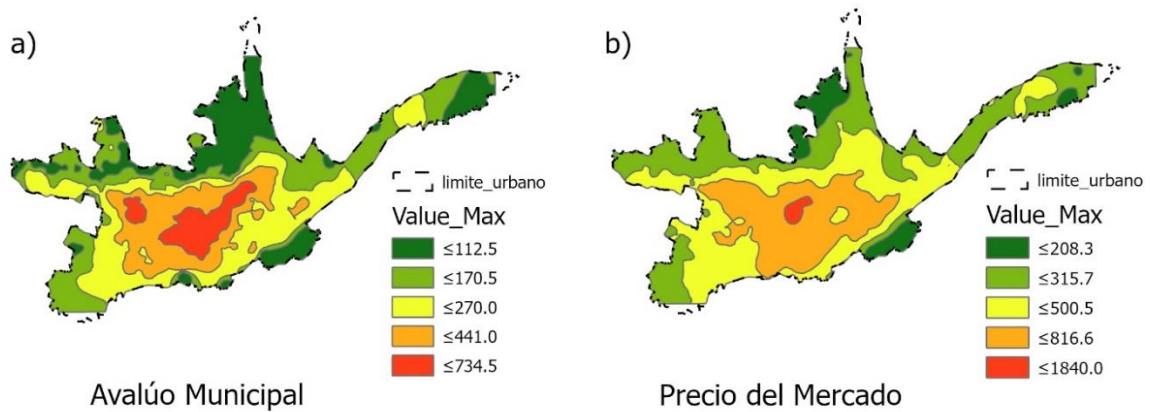 a)
limite_urbano
Value_Max
≤112.5
≤170.5
≤270.0
≤441.0
≤734.5
Avalúo Municipal
b)
limite_urbano
Value_Max
≤208.3
≤315.7
≤500.5
≤816.6
≤1840.0
Precio del Mercado